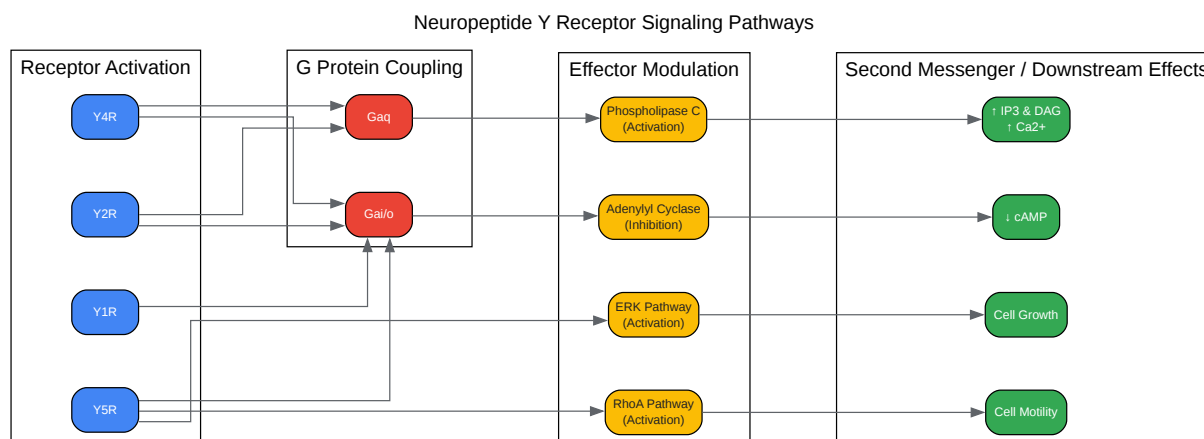 Neuropeptide Y Receptor Signaling Pathways
Receptor Activation
G Protein Coupling
Effector Modulation
Second Messenger / Downstream Effects
Y4R
Gaq
Phospholipase C
(Activation)
↑ IP3 & DAG
↑ Ca2+
Y2R
Gai/o
Adenylyl Cyclase
(Inhibition)
↓ cAMP
Y1R
ERK Pathway
(Activation)
Cell Growth
Y5R
RhoA Pathway
(Activation)
Cell Motility